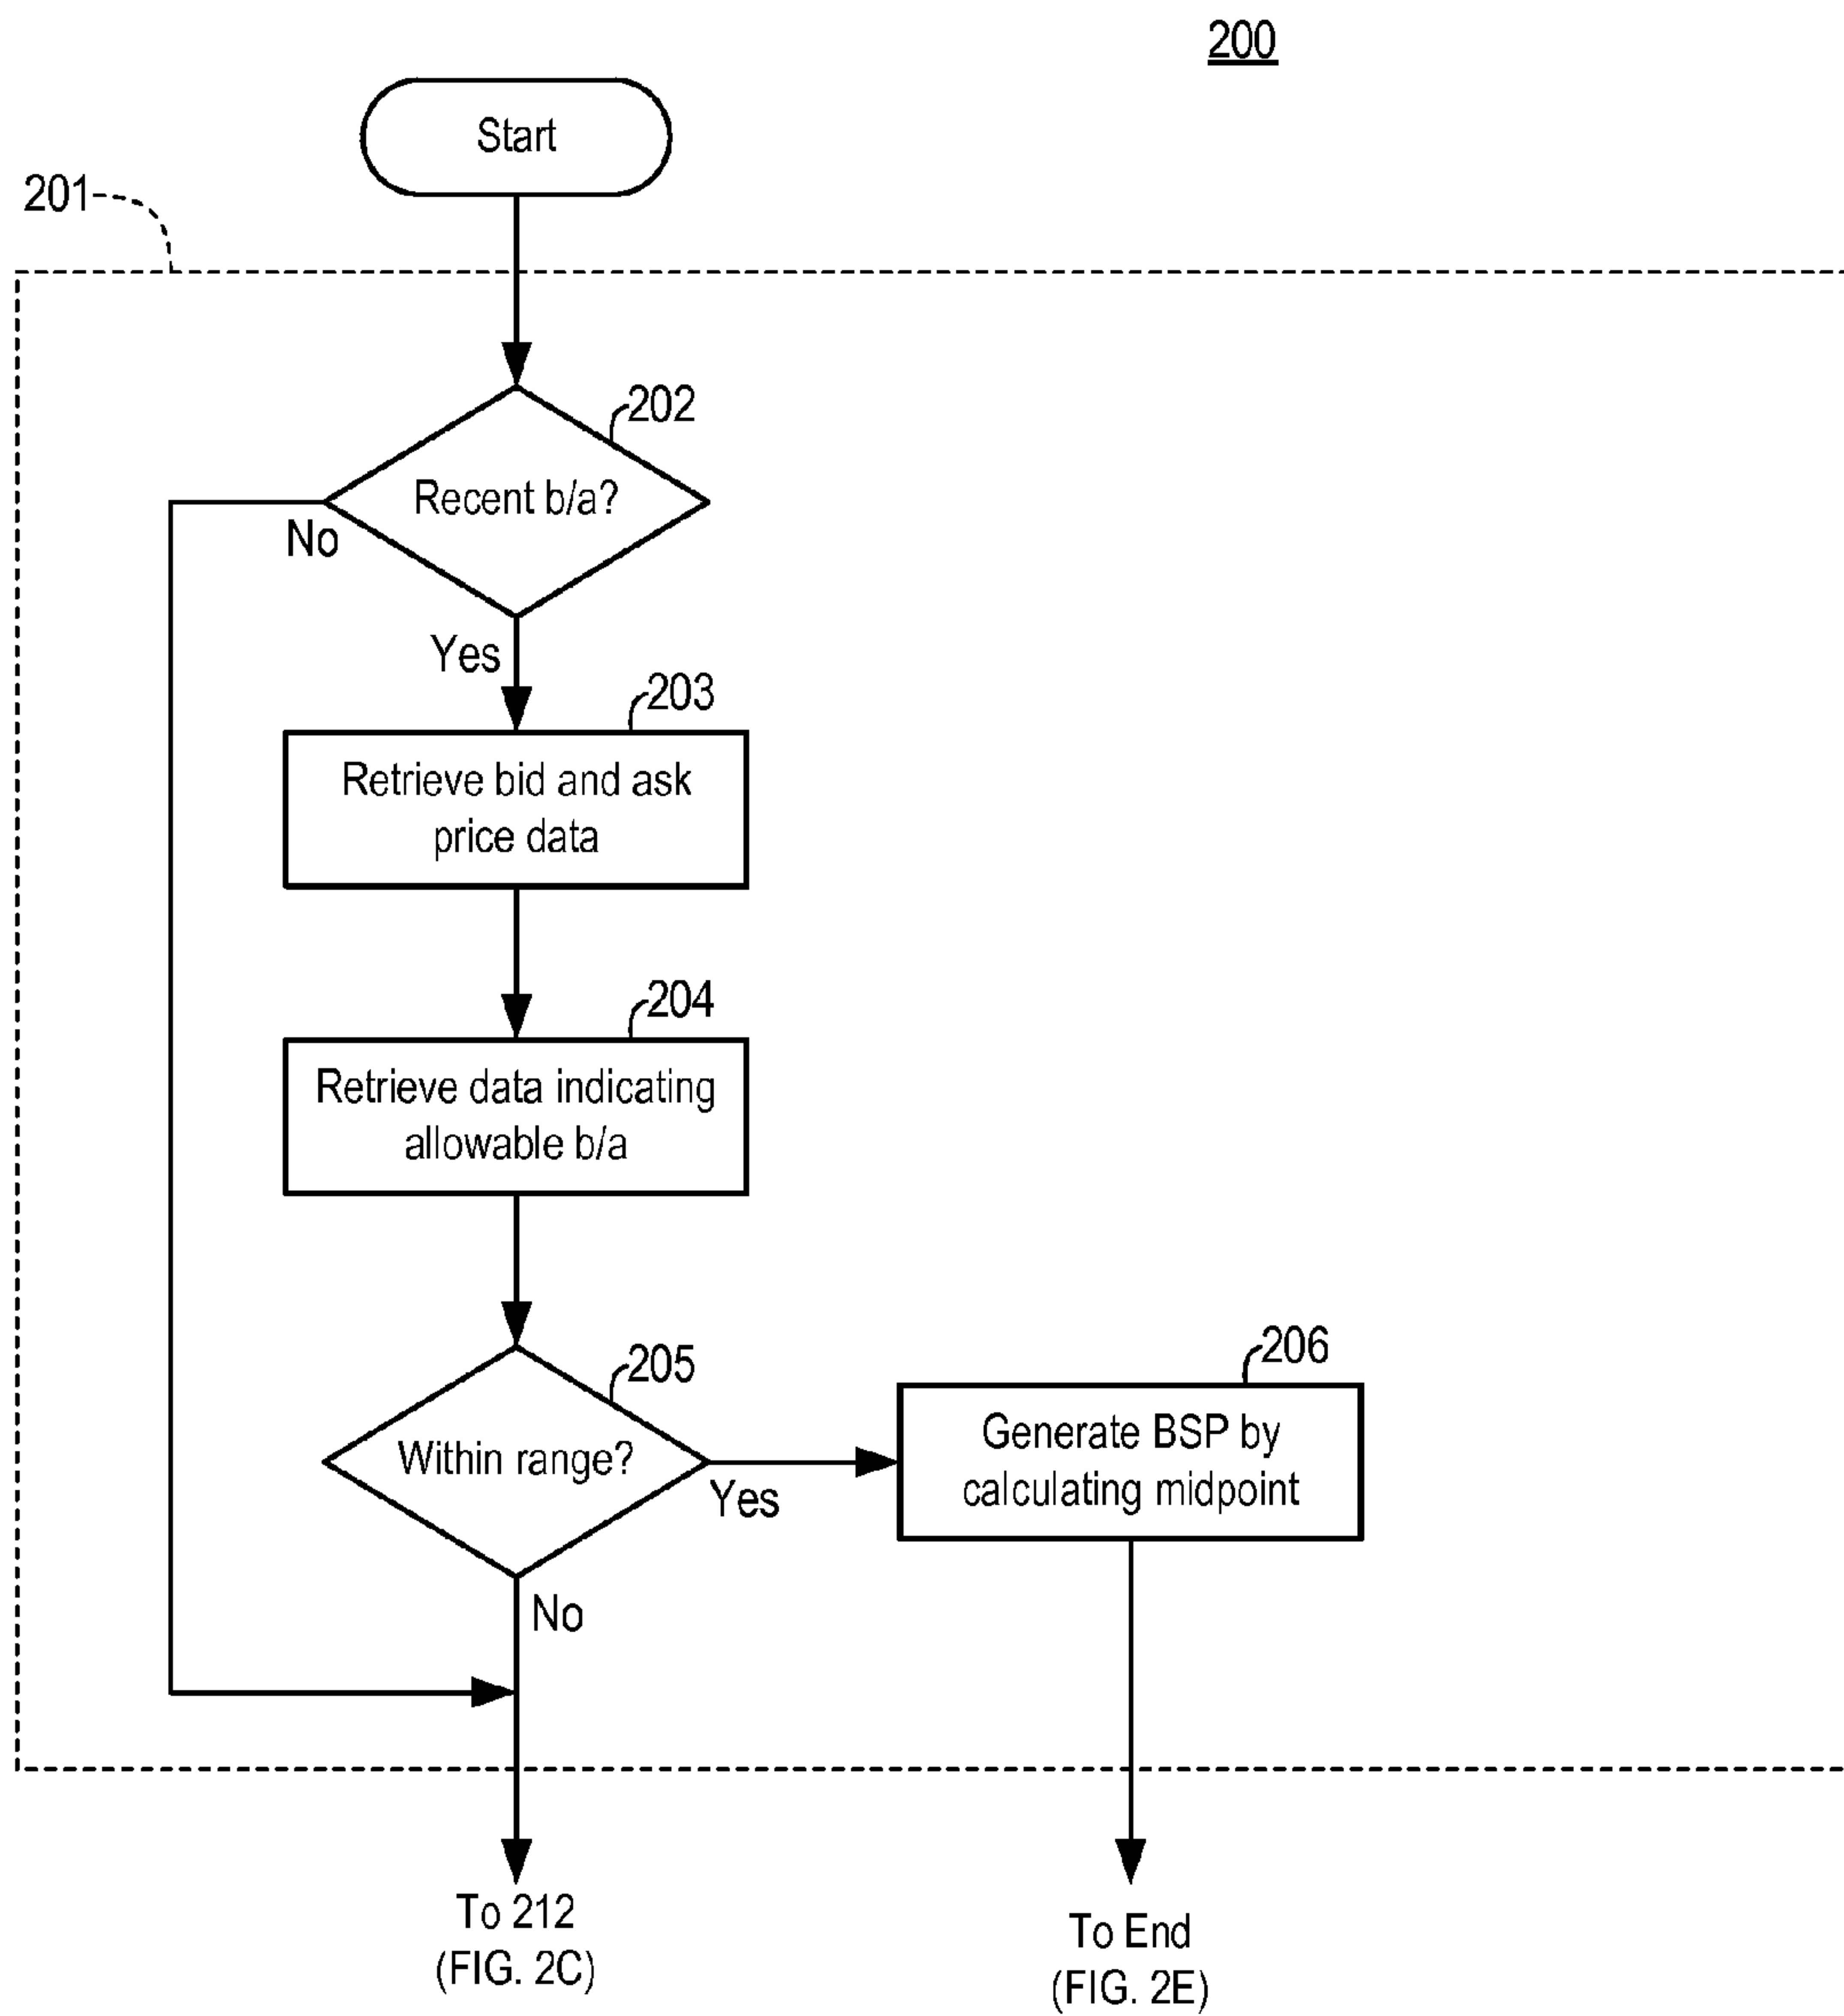 200
Start
201
202
Recent b/a?
No
Yes
203
Retrieve bid and ask
price data
204
Retrieve data indicating
allowable b/a
205
Within range?
Yes
206
Generate BSP by
calculating midpoint
No
To 212
(FIG. 2C)
To End
(FIG. 2E)